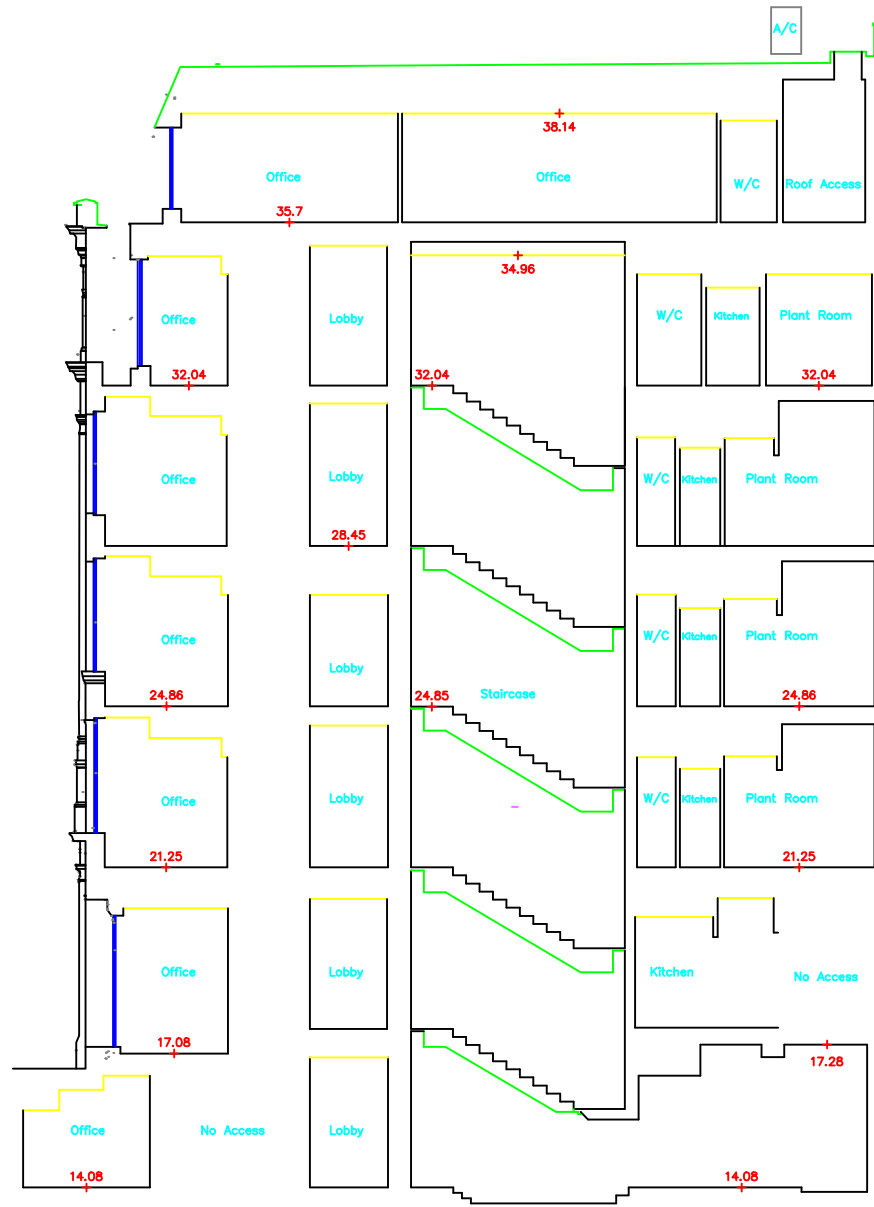 A/C
38.14
Office Office W/C Roof Access
35.7
34.96
Office Lobby W/C Kitchen Plant Room
32.04 32.04 32.04
Office Lobby W/C Kitchen Plant Room
28.45
Office Lobby W/C Kitchen Plant Room
24.86 24.85 Staircase 24.86
Office Lobby W/C Kitchen Plant Room
21.25 21.25
Office Lobby Kitchen No Access
17.08 17.28
Office No Access Lobby
14.08 14.08